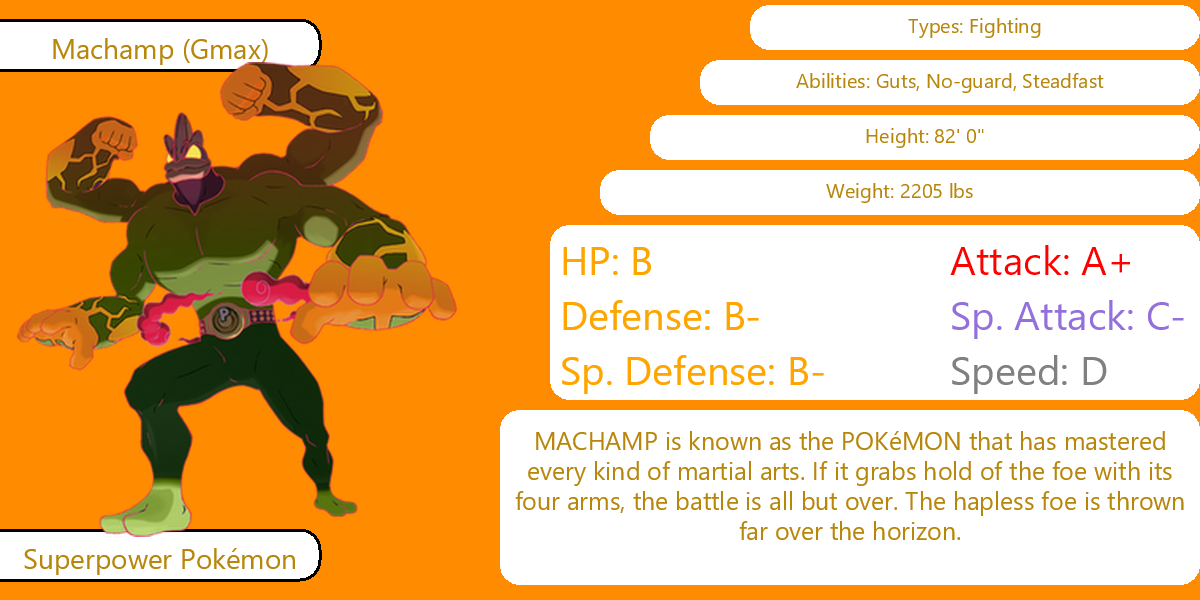 Machamp (Gmax)
Types: Fighting
Abilities: Guts, No-guard, Steadfast
Height: 82' 0"
Weight: 2205 lbs
HP: B
Attack: A+
Defense: B-
Sp. Attack: C-
Sp. Defense: B-
Speed: D
MACHAMP is known as the POKéMON that has mastered
every kind of martial arts. If it grabs hold of the foe with its
four arms, the battle is all but over. The hapless foe is thrown
far over the horizon.
Superpower Pokémon